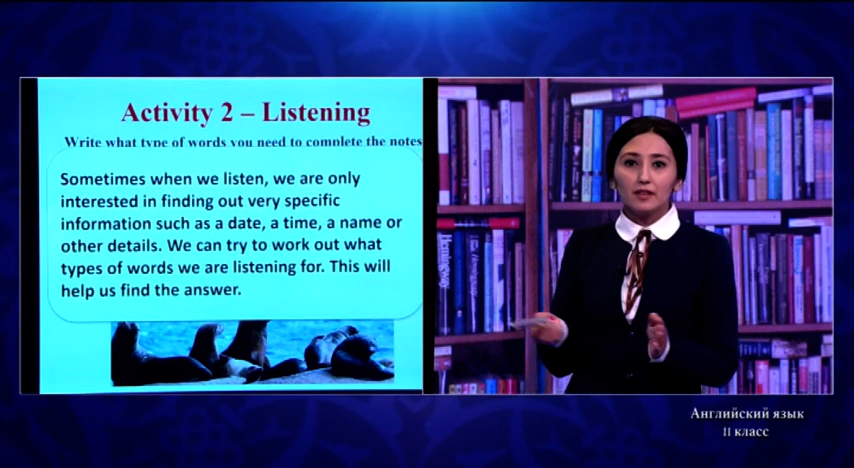 Activity 2 – Listening
Write what type of words you need to complete the notes
Sometimes when we listen, we are only
interested in finding out very specific
information such as a date, a time, a name or
other details. We can try to work out what
types of words we are listening for. This will
help us find the answer.
Hemingway
Английский язык
11 класс